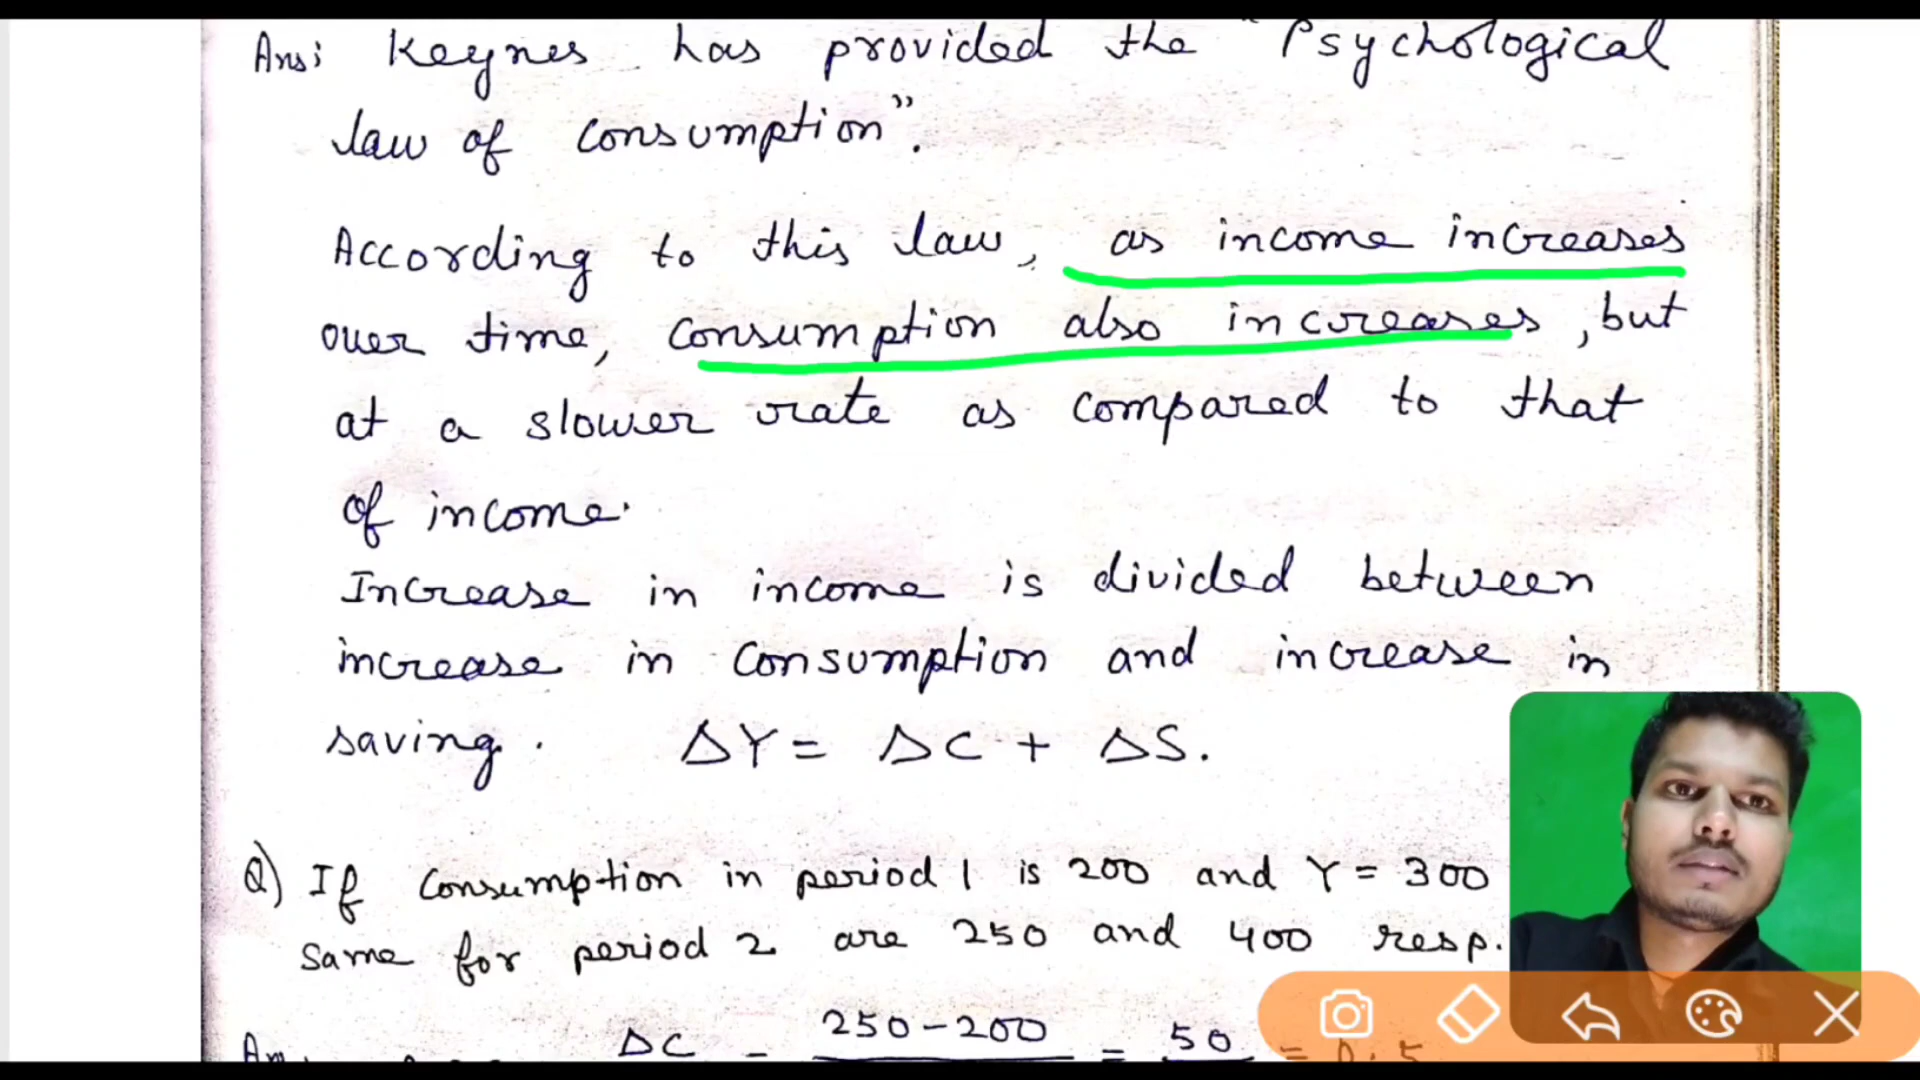 Ans: Keynes has provided the "Psychological
law of consumption".
According to this law, as income increases
over time, consumption also increases, but
at a slower rate as compared to that
of income.
Increase in income is divided between
increase in consumption and increase in
saving. ΔY = ΔC + ΔS.
Q) If consumption in period 1 is 200 and Y = 300
same for period 2 are 250 and 400 resp.
ΔC = 250-200 = 50 =